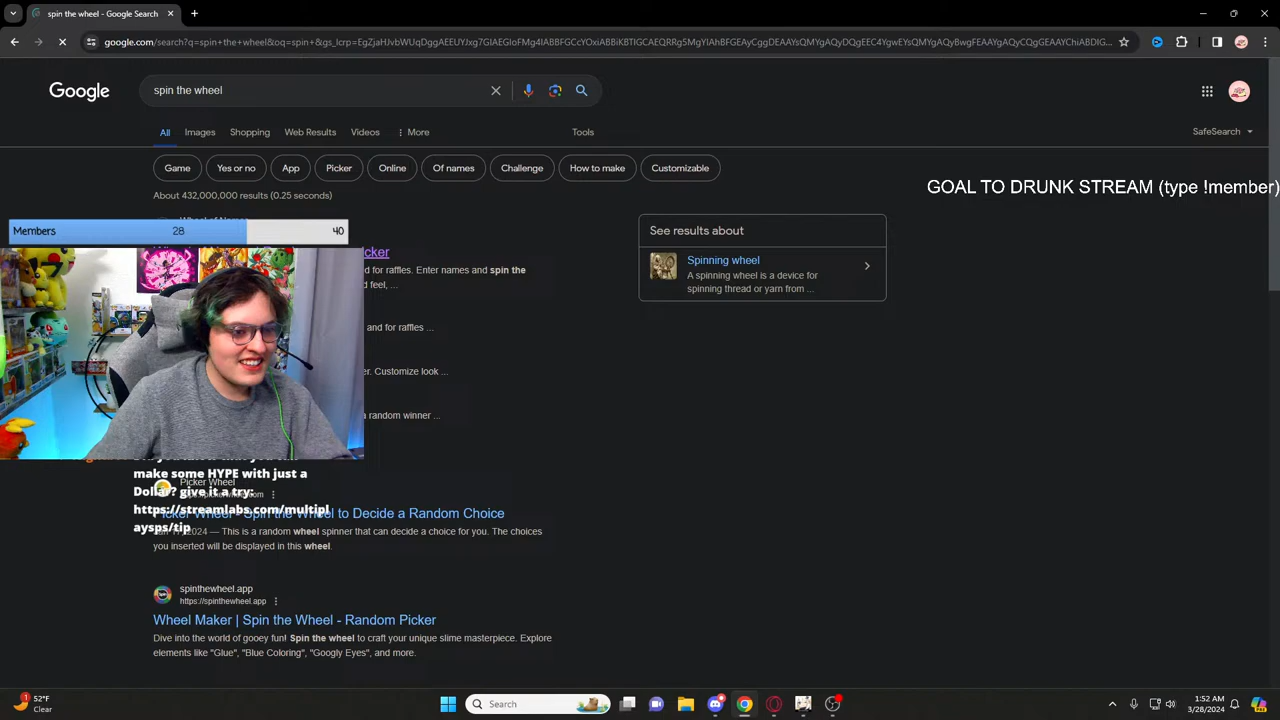 spin the wheel - Google Search
google.com/search?q=spin+the+wheel&oq=spin+
Google
spin the wheel
All
Images
Shopping
Web Results
Videos
More
Tools
SafeSearch
Game
Yes or no
App
Picker
Online
Of names
Challenge
How to make
Customizable
About 432,000,000 results (0.25 seconds)
GOAL TO DRUNK STREAM (type !member)
Members 28 40
See results about
Spinning wheel
A spinning wheel is a device for
spinning thread or yarn from ...
cker
d for raffles. Enter names and spin the
d feel, ...
and for raffles ...
er. Customize look ...
a random winner ...
make some HYPE with just a
Dollar? give it a try:
https://streamlabs.com/multipl
aysps/tip
Picker Wheel
Picker Wheel - Spin the Wheel to Decide a Random Choice
2024 — This is a random wheel spinner that can decide a choice for you. The choices
you inserted will be displayed in this wheel.
spinthewheel.app
https://spinthewheel.app
Wheel Maker | Spin the Wheel - Random Picker
Dive into the world of gooey fun! Spin the wheel to craft your unique slime masterpiece. Explore
elements like "Glue", "Blue Coloring", "Googly Eyes", and more.
1
52°F
Clear
Search
1:52 AM
3/28/2024